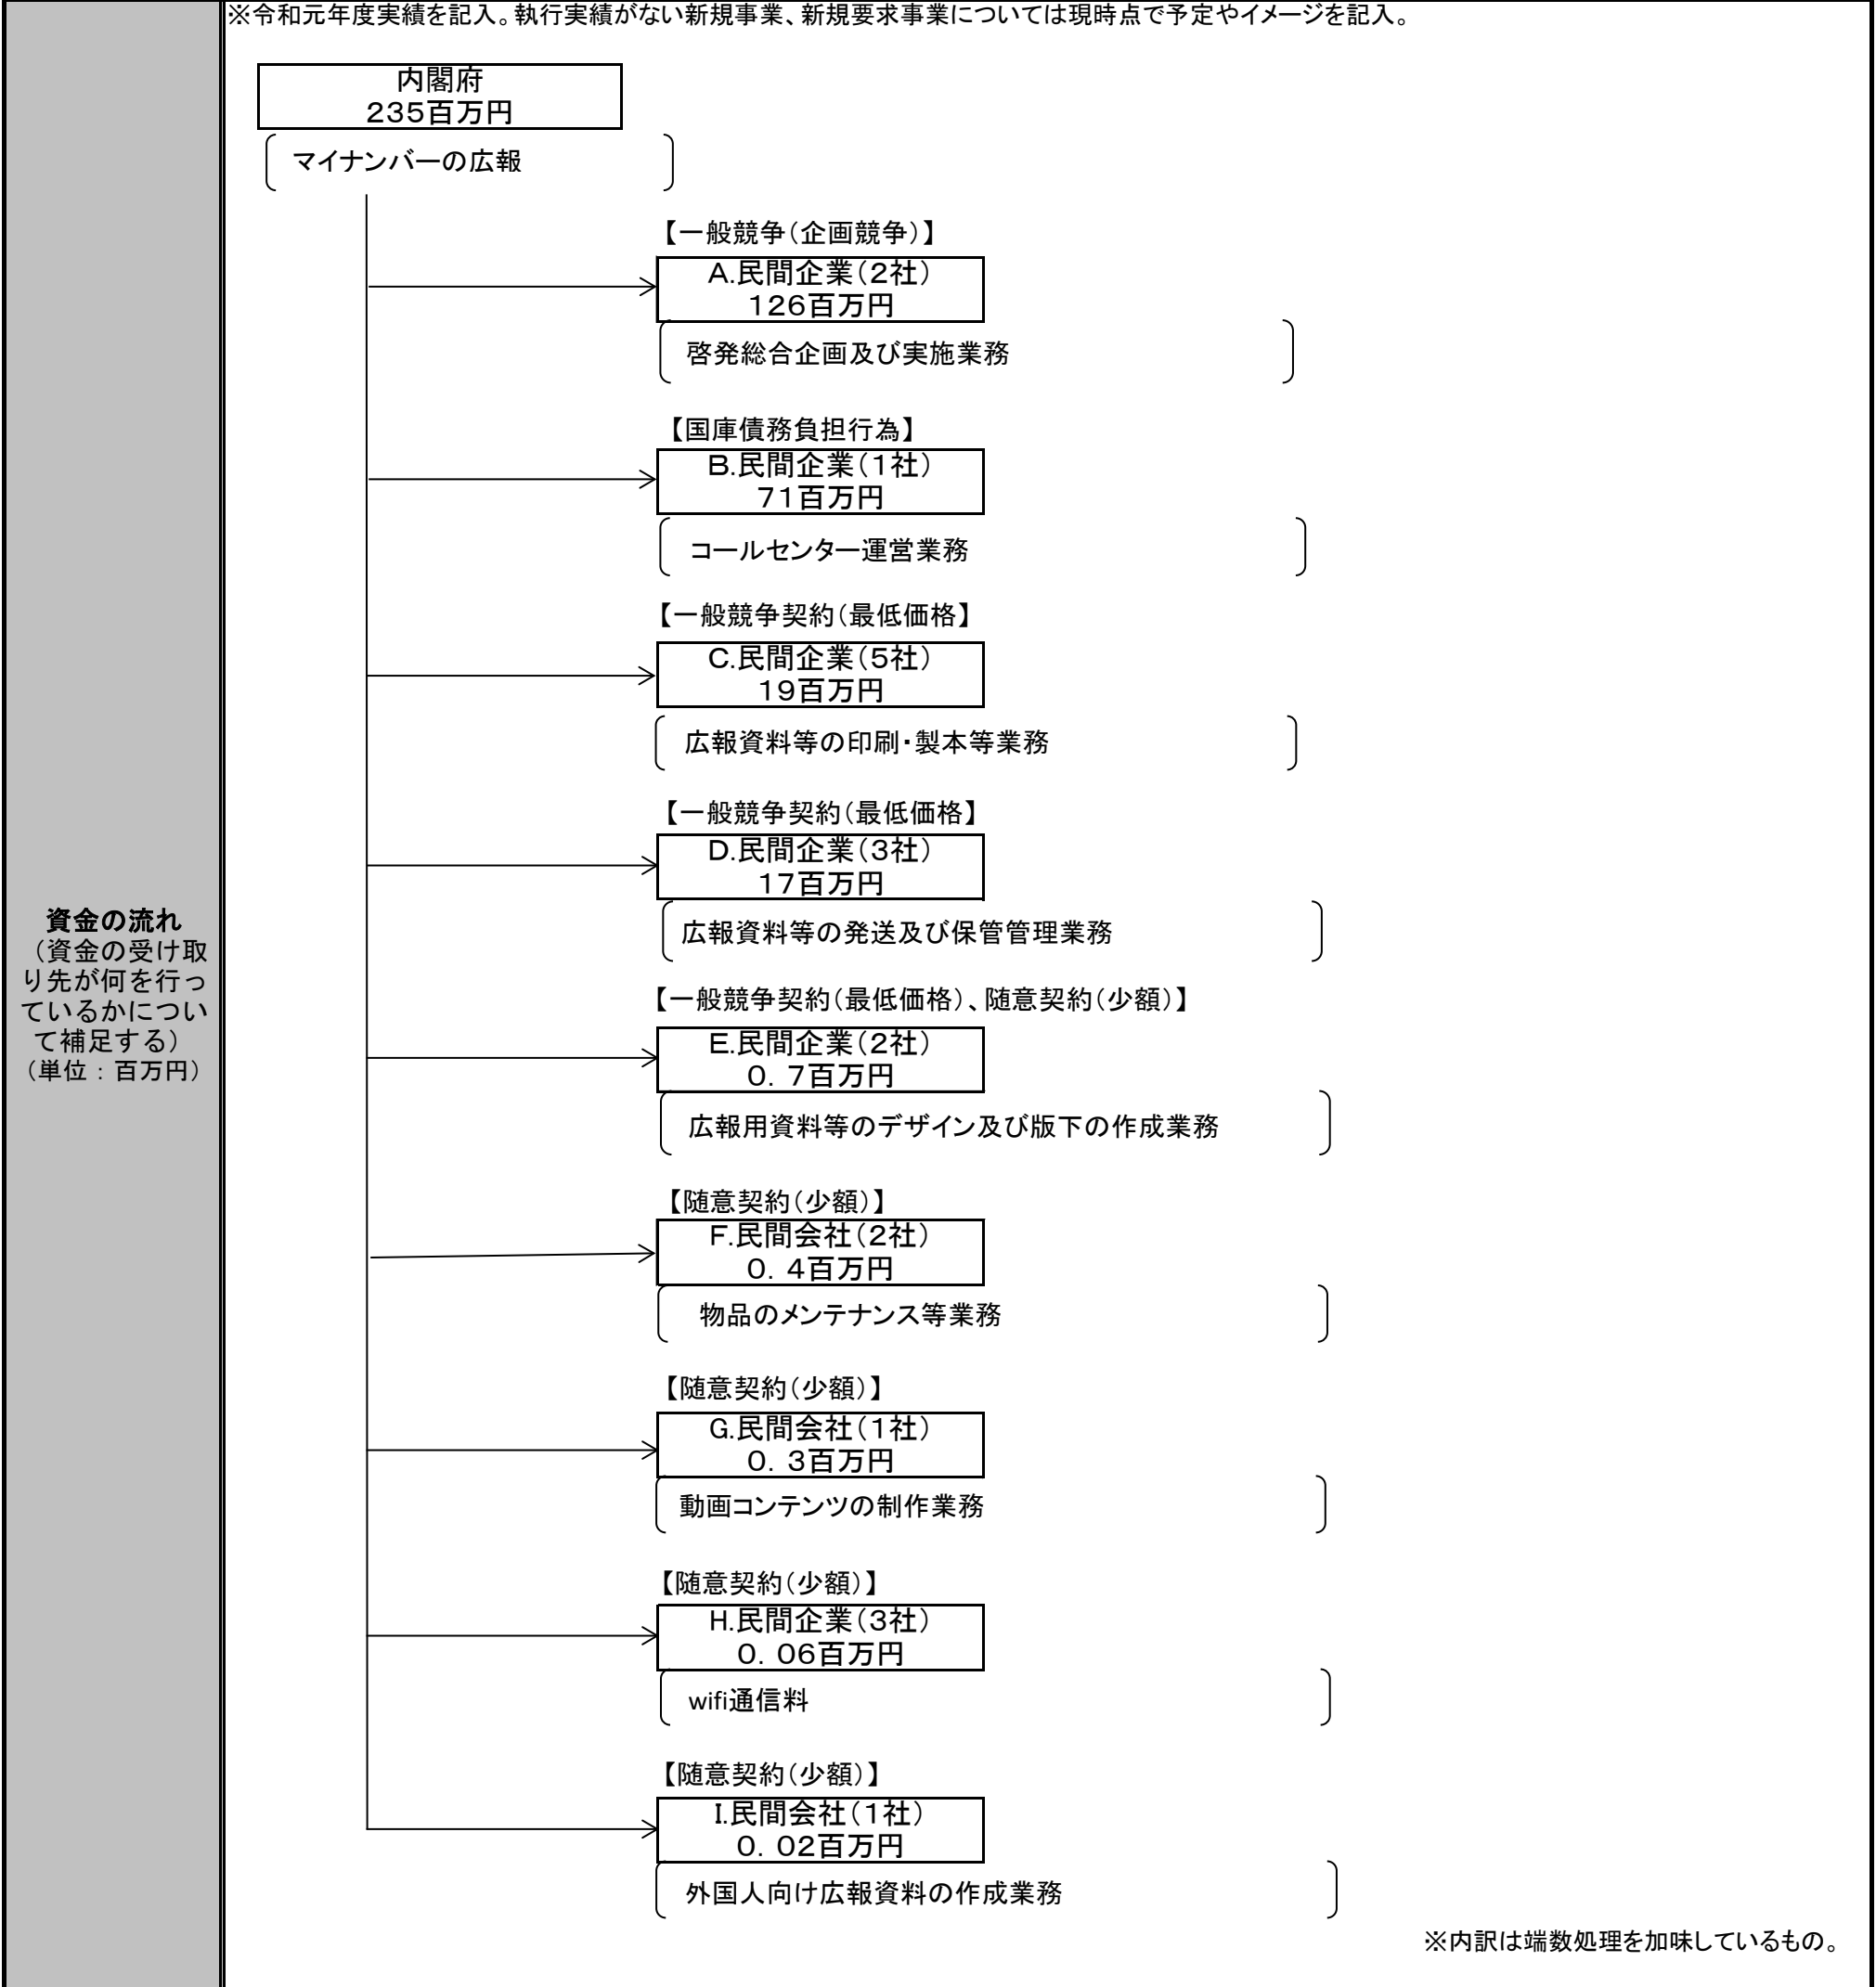 ※令和元年度実績を記入。執行実績がない新規事業、新規要求事業については現時点で予定やイメージを記入。
内閣府
235百万円
マイナンバーの広報
【一般競争(企画競争)】
A.民間企業(2社)
126百万円
啓発総合企画及び実施業務
【国庫債務負担行為】
B.民間企業(1社)
71百万円
コールセンター運営業務
【一般競争契約(最低価格】
C.民間企業(5社)
19百万円
広報資料等の印刷・製本等業務
【一般競争契約(最低価格】
D.民間企業(3社)
17百万円
広報資料等の発送及び保管管理業務
資金の流れ
(資金の受け取
り先が何を行っ
ているかについ
て補足する)
(単位:百万円)
【一般競争契約(最低価格)、随意契約(少額)】
E.民間企業(2社)
0.7百万円
広報用資料等のデザイン及び版下の作成業務
【随意契約(少額)】
F.民間会社(2社)
0.4百万円
物品のメンテナンス等業務
【随意契約(少額)】
G.民間会社(1社)
0.3百万円
動画コンテンツの制作業務
【随意契約(少額)】
H.民間企業(3社)
0.06百万円
wifi通信料
【随意契約(少額)】
I.民間会社(1社)
0.02百万円
外国人向け広報資料の作成業務
※内訳は端数処理を加味しているもの。